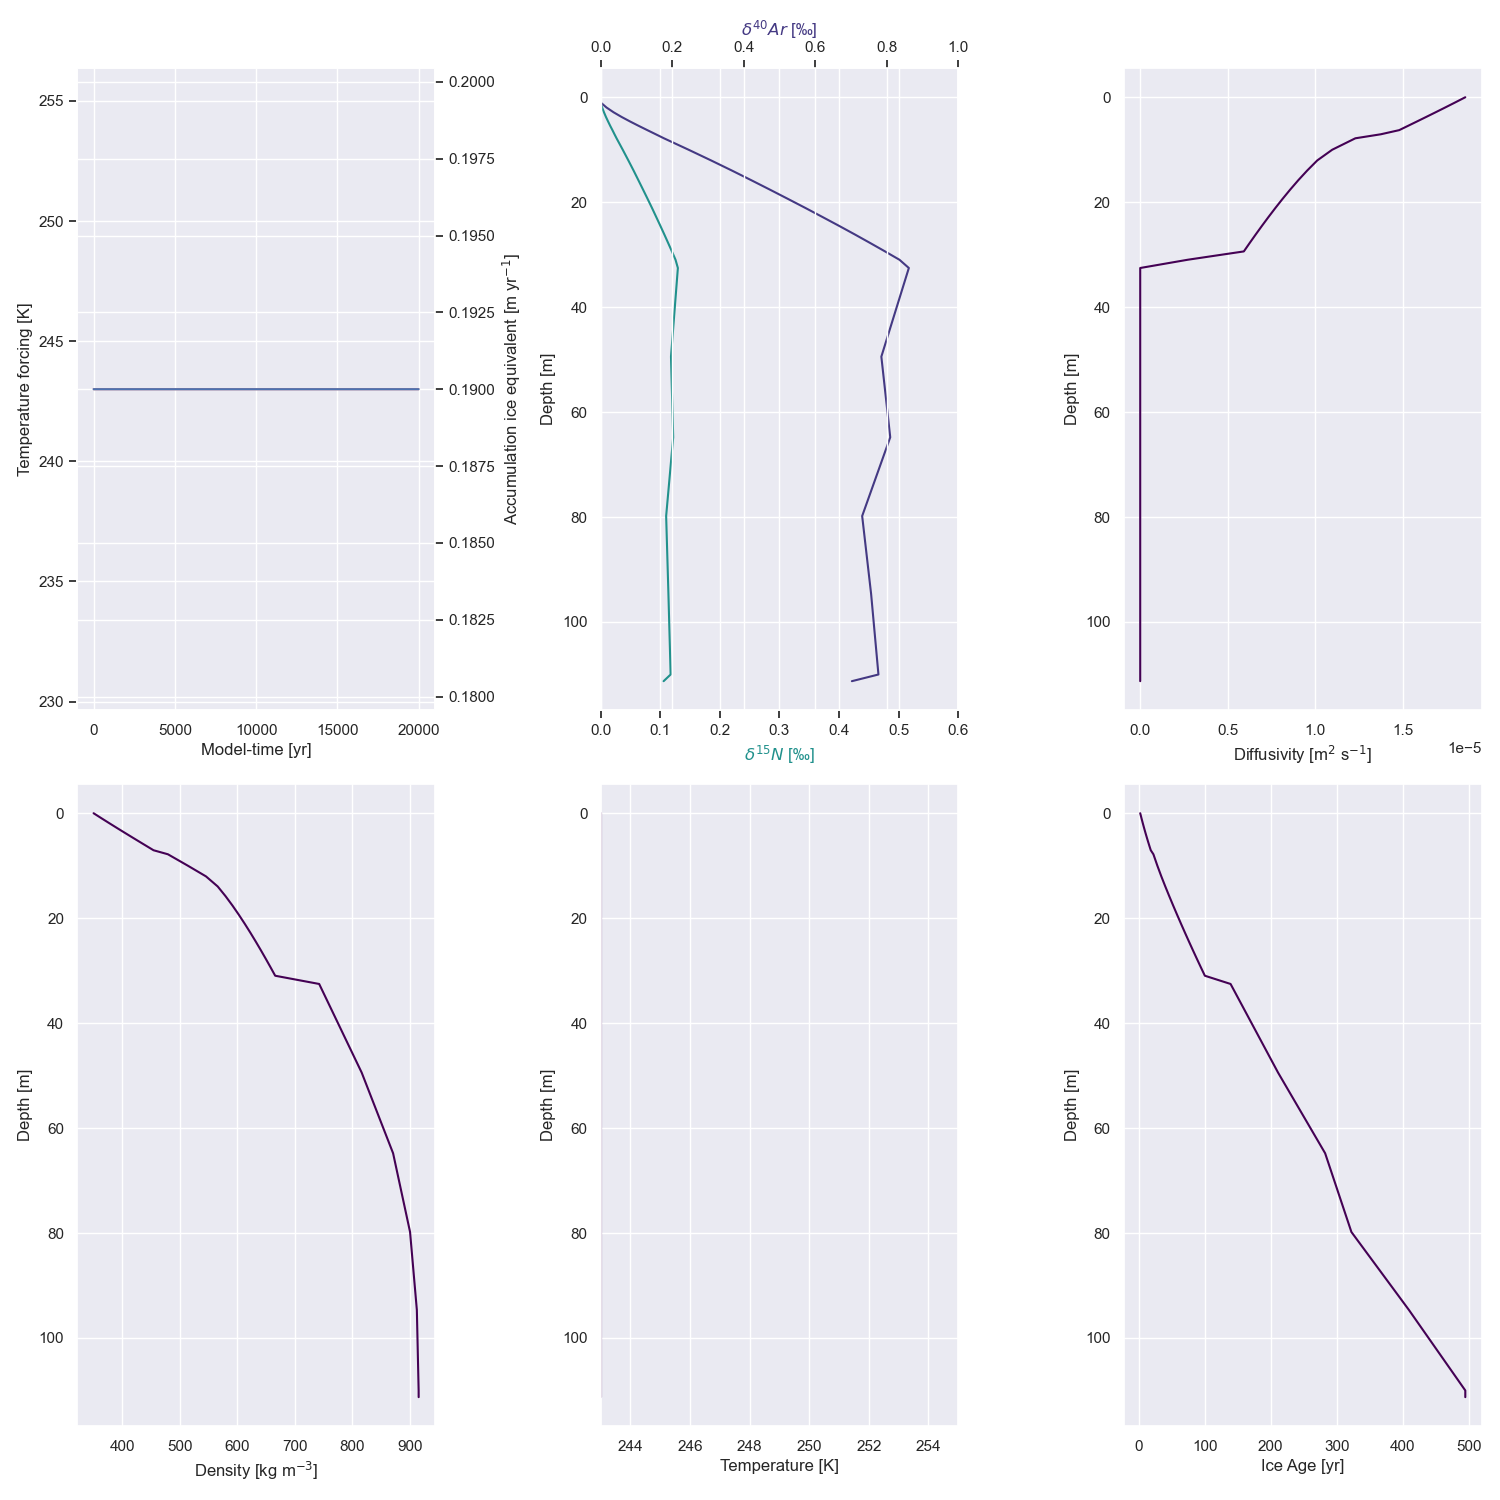 255
250
245
240
235
230
Temperature forcing [K]
0.2000
0.1975
0.1950
0.1925
0.1900
0.1875
0.1850
0.1825
0.1800
Accumulation ice equivalent [m yr⁻¹]
0 5000 10000 15000 20000
Model-time [yr]
δ⁴⁰Ar [‰]
0.0 0.2 0.4 0.6 0.8 1.0
0
20
40
60
80
100
Depth [m]
0.0 0.1 0.2 0.3 0.4 0.5 0.6
δ¹⁵N [‰]
0
20
40
60
80
100
Depth [m]
0.0 0.5 1.0 1.5
1e−5
Diffusivity [m² s⁻¹]
0
20
40
60
80
100
Depth [m]
400 500 600 700 800 900
Density [kg m⁻³]
0
20
40
60
80
100
Depth [m]
244 246 248 250 252 254
Temperature [K]
0
20
40
60
80
100
Depth [m]
0 100 200 300 400 500
Ice Age [yr]